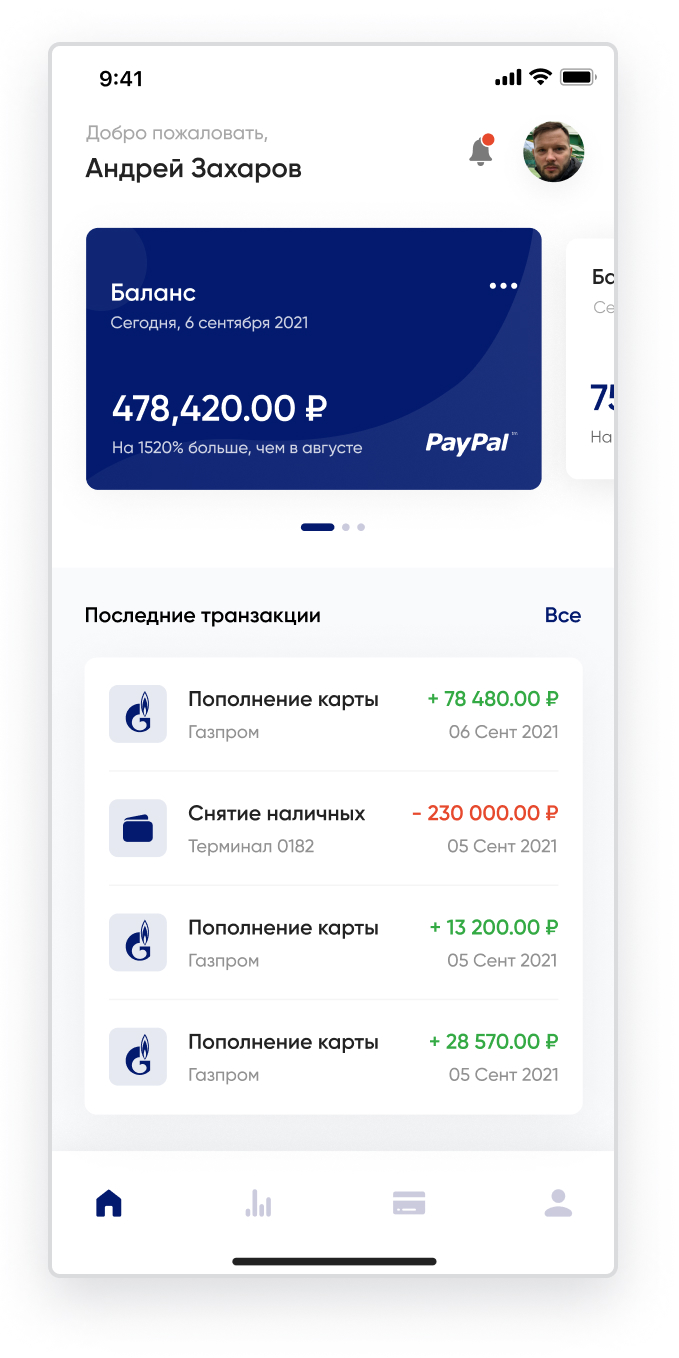 9:41
Добро пожаловать,
Андрей Захаров
Баланс
Сегодня, 6 сентября 2021
478,420.00 ₽
На 1520% больше, чем в августе
PayPal™
Ба
Се
75
На
Последние транзакции
Все
Пополнение карты
+ 78 480.00 ₽
Газпром
06 Сент 2021
Снятие наличных
- 230 000.00 ₽
Терминал 0182
05 Сент 2021
Пополнение карты
+ 13 200.00 ₽
Газпром
05 Сент 2021
Пополнение карты
+ 28 570.00 ₽
Газпром
05 Сент 2021